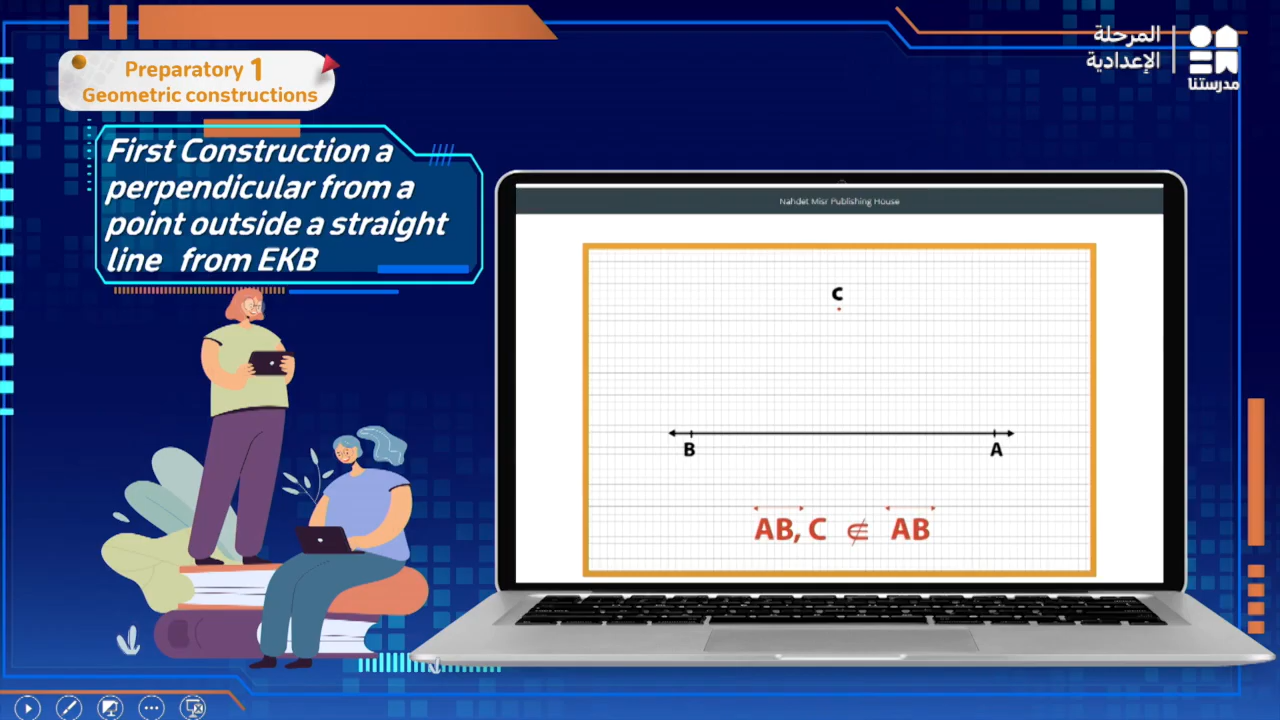 المرحلة
الإعدادية
مدرستنا
Preparatory 1
Geometric constructions
First Construction a
perpendicular from a
point outside a straight
line from EKB
Nahdet Misr Publishing House
C
B A
AB, C ∉ AB